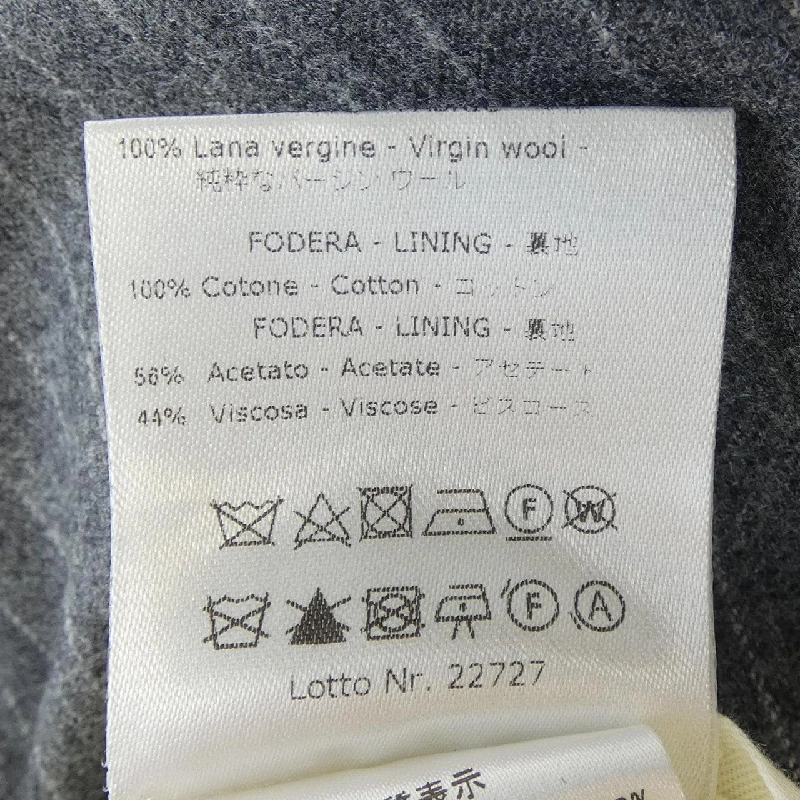 100% Lana vergine - Virgin wool -
純粋なバージンウール
FODERA - LINING - 裏地
100% Cotone - Cotton - コットン
FODERA - LINING - 裏地
56% Acetato - Acetate - アセテート
44% Viscosa - Viscose - ビスコース
F W
F A
Lotto Nr. 22727
表示